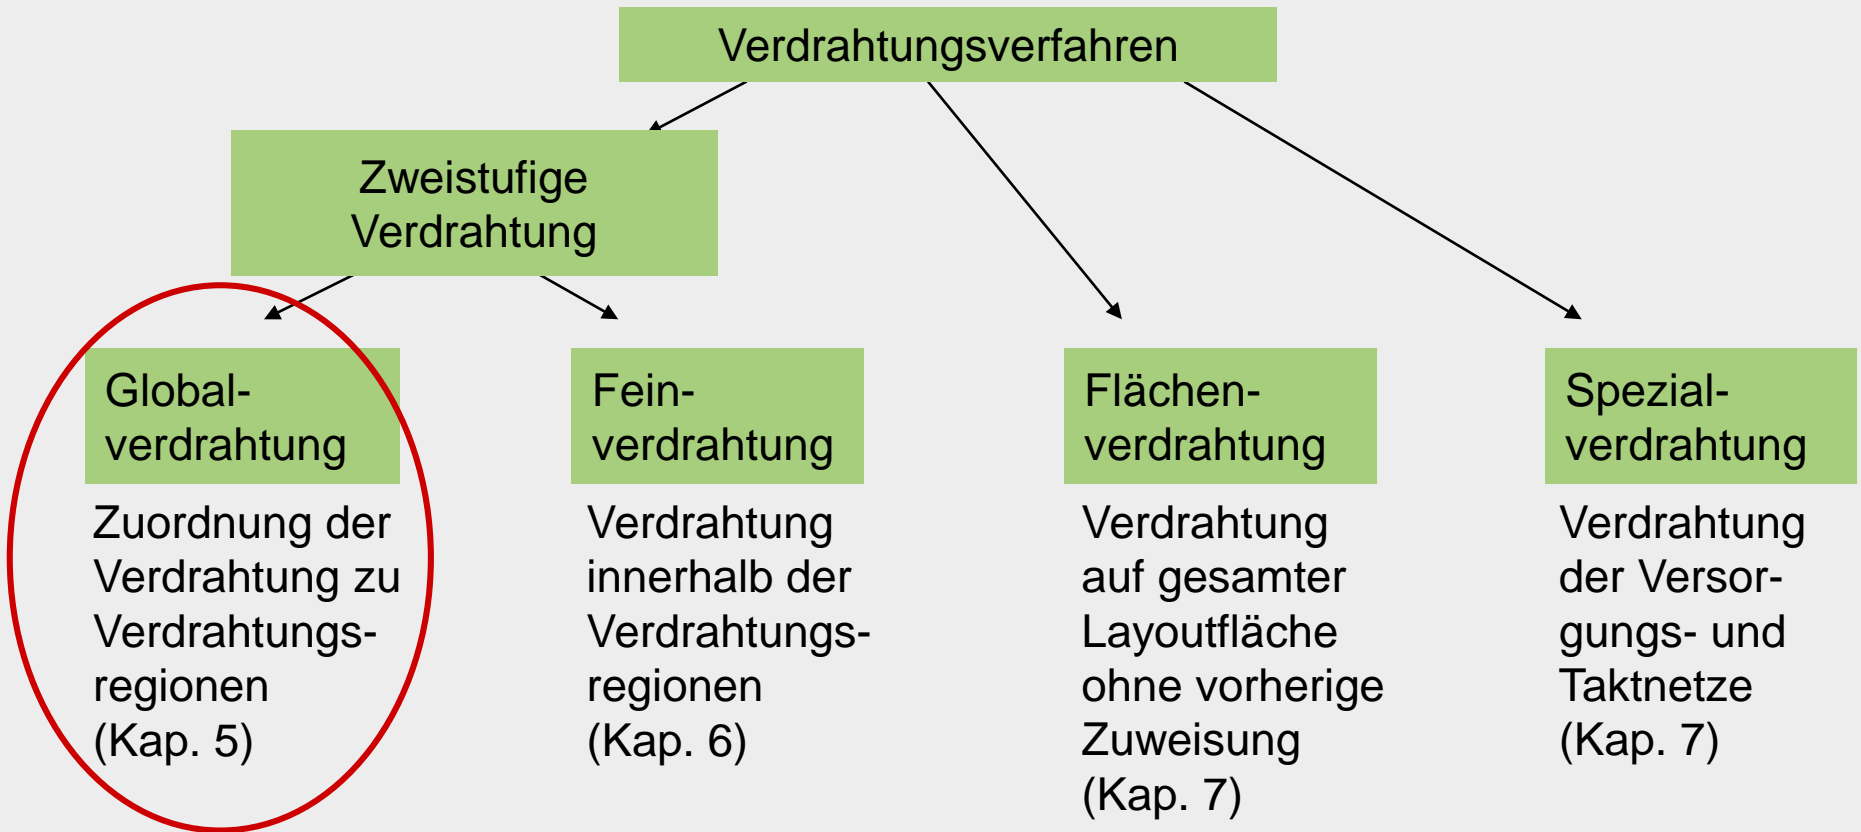 Verdrahtungsverfahren
Zweistufige
Verdrahtung
Global-
verdrahtung
Zuordnung der
Verdrahtung zu
Verdrahtungs-
regionen
(Kap. 5)
Fein-
verdrahtung
Verdrahtung
innerhalb der
Verdrahtungs-
regionen
(Kap. 6)
Flächen-
verdrahtung
Verdrahtung
auf gesamter
Layoutfläche
ohne vorherige
Zuweisung
(Kap. 7)
Spezial-
verdrahtung
Verdrahtung
der Versor-
gungs- und
Taktnetze
(Kap. 7)